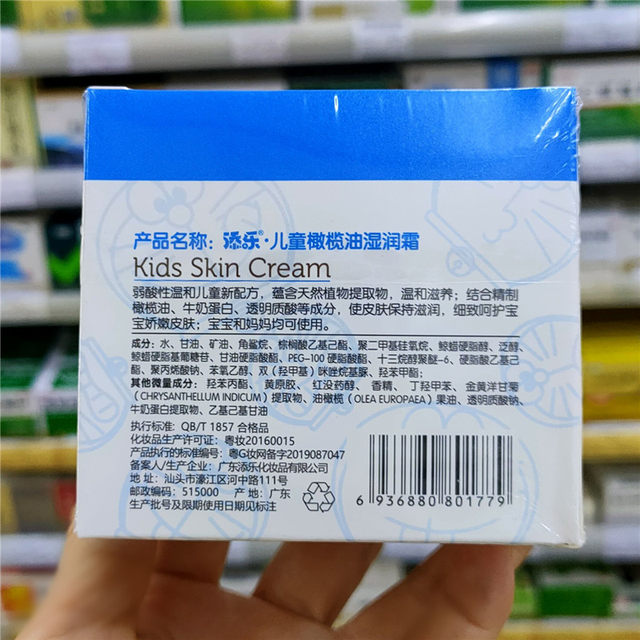 产品名称：添乐®·儿童橄榄油湿润霜
Kids Skin Cream
弱酸性温和儿童新配方，蕴含天然植物提取物，温和滋养；结合精制
橄榄油、牛奶蛋白、透明质酸等成分，使皮肤保持滋润，细致呵护宝
宝娇嫩皮肤；宝宝和妈妈均可使用。
成分：水、甘油、矿油、角鲨烷、棕榈酸乙基己酯、聚二甲基硅氧烷、鲸蜡硬脂醇、泛醇、
鲸蜡硬脂基葡糖苷、甘油硬脂酸酯、PEG-100 硬脂酸酯、十三烷醇聚醚-6、硬脂酸乙基己
酯、聚丙烯酸钠、苯氧乙醇、双（羟甲基）咪唑烷基脲、羟苯甲酯；
其他微量成分：羟苯丙酯、黄原胶、红没药醇、香精、丁羟苯甲、金黄洋甘菊
（CHRYSANTHELLUM INDICUM）提取物、油橄榄（OLEA EUROPAEA）果油、透明质酸钠、
牛奶蛋白提取物、乙基己基甘油
执行标准：QB/T 1857 合格品
化妆品生产许可证：粤妆20160015
产品执行的标准编号：粤G妆网备字2019087047
备案人/生产企业：广东添乐化妆品有限公司
地 址：汕头市濠江区河中路111号
邮政编码：515000 产 地：广东
生产批号及限期使用日期见标注
6 936880 801779